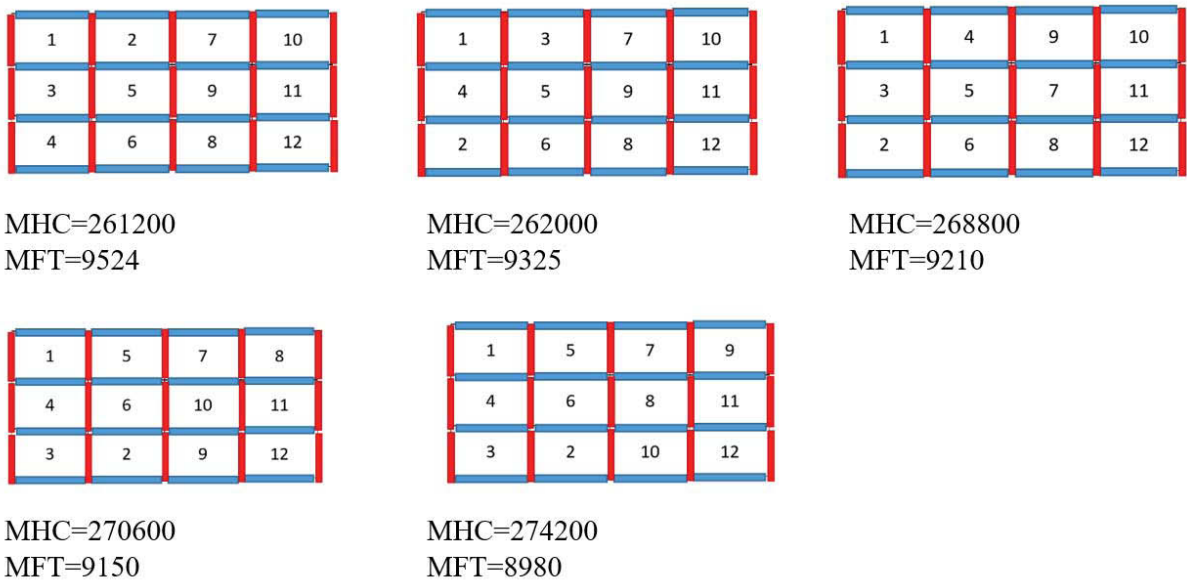 1 2 7 10
3 5 9 11
4 6 8 12
MHC=261200
MFT=9524
1 3 7 10
4 5 9 11
2 6 8 12
MHC=262000
MFT=9325
1 4 9 10
3 5 7 11
2 6 8 12
MHC=268800
MFT=9210
1 5 7 8
4 6 10 11
3 2 9 12
MHC=270600
MFT=9150
1 5 7 9
4 6 8 11
3 2 10 12
MHC=274200
MFT=8980